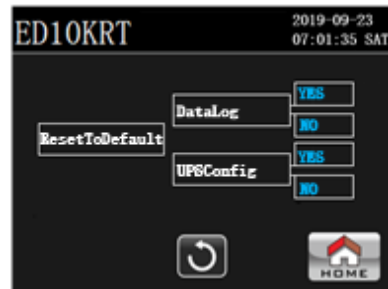 ED10KRT
2019-09-23
07:01:35 SAT
DataLog
YES
NO
ResetToDefault
UPSConfig
YES
NO
HOME